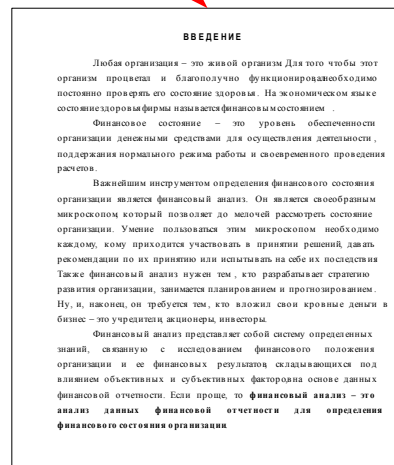 ВВЕДЕНИЕ
Любая организация – это живой организм. Для того чтобы этот
организм процветал и благополучно функционировал, необходимо
постоянно проверять его состояние здоровья. На экономическом языке
состояние здоровья фирмы называется финансовым состоянием.
Финансовое состояние – это уровень обеспеченности
организации денежными средствами для осуществления деятельности,
поддержания нормального режима работы и своевременного проведения
расчетов.
Важнейшим инструментом определения финансового состояния
организации является финансовый анализ. Он является своеобразным
микроскопом, который позволяет до мелочей рассмотреть состояние
организации. Умение пользоваться этим микроскопом необходимо
каждому, кому приходится участвовать в принятии решений, давать
рекомендации по их принятию или испытывать на себе их последствия.
Также финансовый анализ нужен тем, кто разрабатывает стратегию
развития организации, занимается планированием и прогнозированием.
Ну, и, наконец, он требуется тем, кто вложил свои кровные деньги в
бизнес – это учредители, акционеры, инвесторы.
Финансовый анализ представляет собой систему определенных
знаний, связанную с исследованием финансового положения
организации и ее финансовых результатов, складывающихся под
влиянием объективных и субъективных факторов, на основе данных
финансовой отчетности. Если проще, то финансовый анализ – это
анализ данных финансовой отчетности для определения
финансового состояния организации.